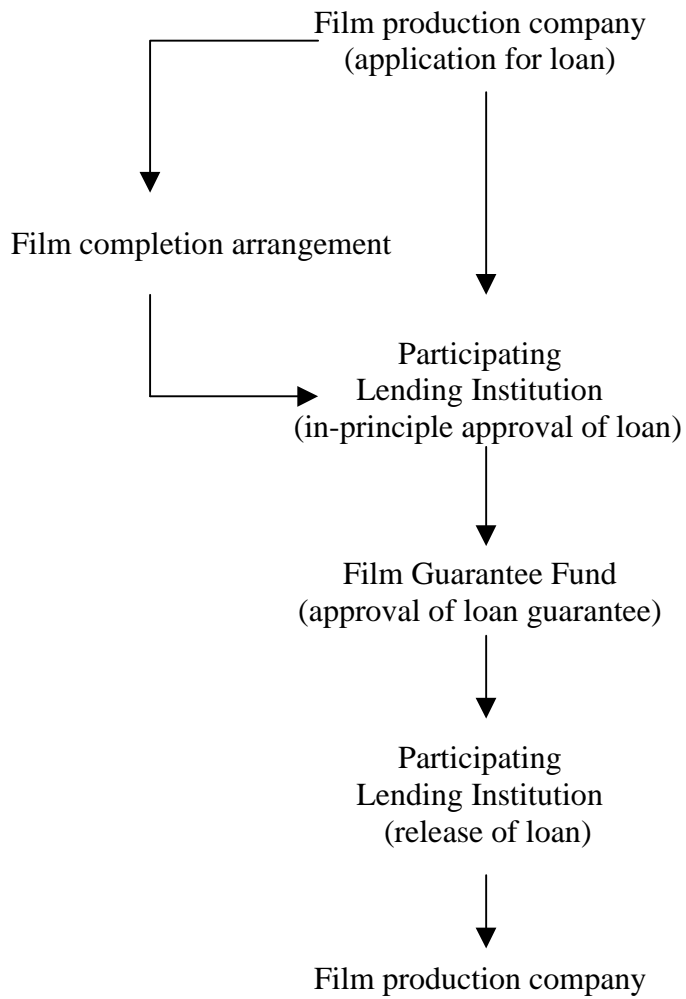 Film production company
(application for loan)
Film completion arrangement
Participating
Lending Institution
(in-principle approval of loan)
Film Guarantee Fund
(approval of loan guarantee)
Participating
Lending Institution
(release of loan)
Film production company